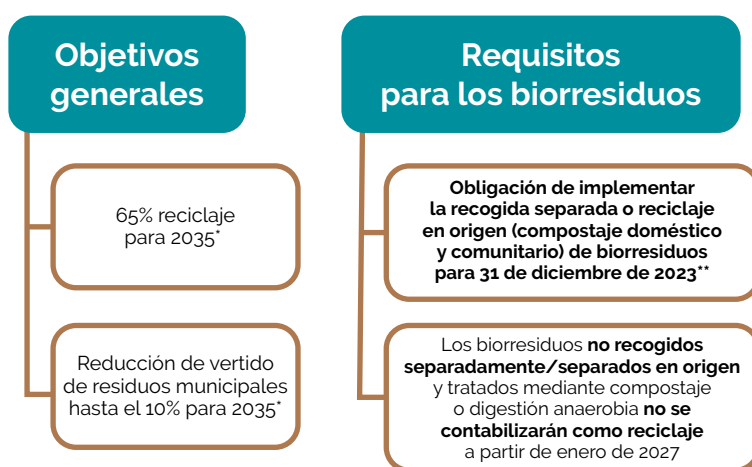 Objetivos
generales
65% reciclaje
para 2035*
Reducción de vertido
de residuos municipales
hasta el 10% para 2035*
Requisitos
para los biorresiduos
Obligación de implementar
la recogida separada o reciclaje
en origen (compostaje doméstico
y comunitario) de biorresiduos
para 31 de diciembre de 2023**
Los biorresiduos no recogidos
separadamente/separados en origen
y tratados mediante compostaje
o digestión anaerobia no se
contabilizarán como reciclaje
a partir de enero de 2027